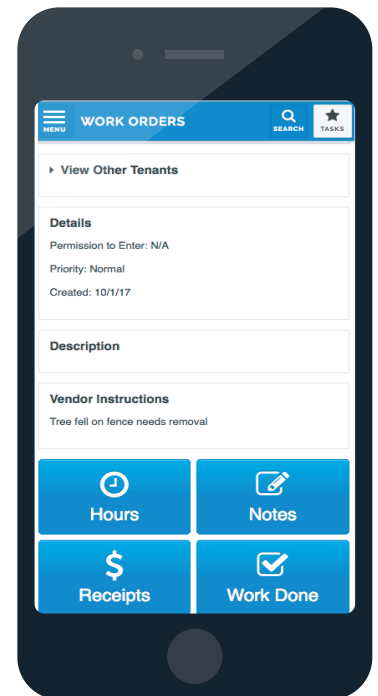 MENU
WORK ORDERS
SEARCH
TASKS
View Other Tenants
Details
Permission to Enter: N/A
Priority: Normal
Created: 10/1/17
Description
Vendor Instructions
Tree fell on fence needs removal
Hours
Notes
$
Receipts
Work Done